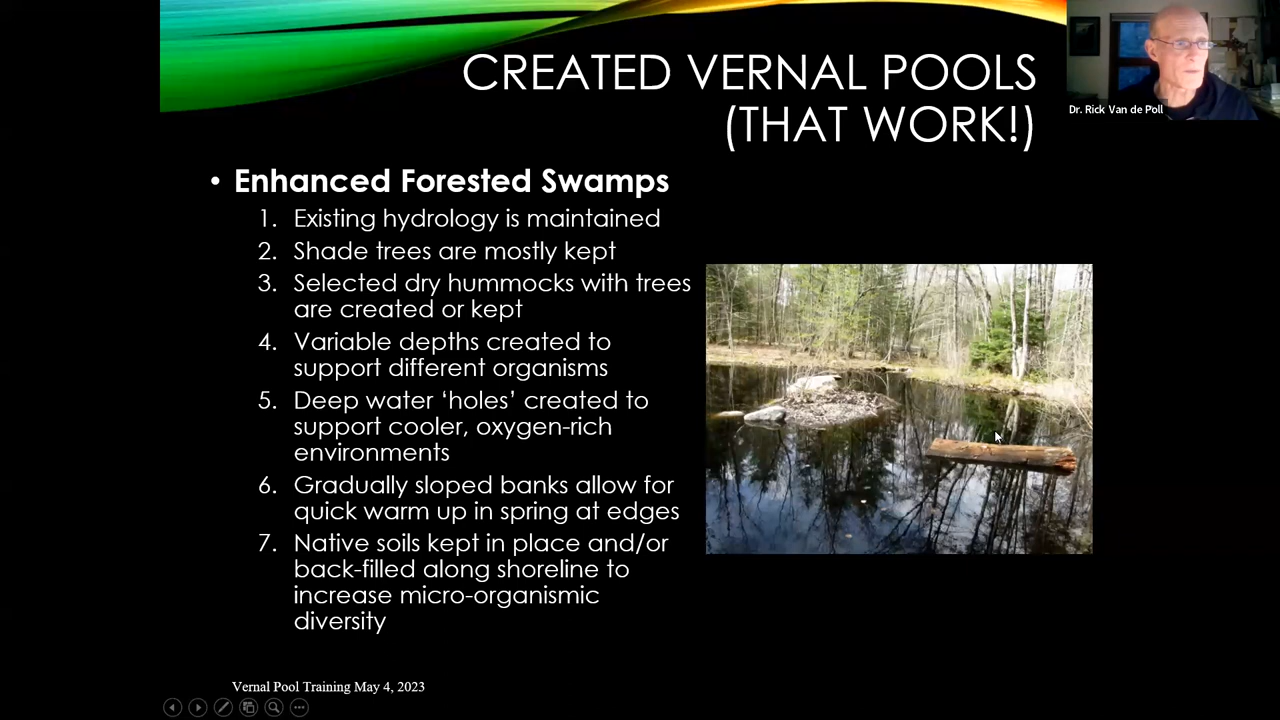 CREATED VERNAL POOLS
(THAT WORK!)
Dr. Rick Van de Poll
• Enhanced Forested Swamps
1. Existing hydrology is maintained
2. Shade trees are mostly kept
3. Selected dry hummocks with trees
are created or kept
4. Variable depths created to
support different organisms
5. Deep water ‘holes’ created to
support cooler, oxygen-rich
environments
6. Gradually sloped banks allow for
quick warm up in spring at edges
7. Native soils kept in place and/or
back-filled along shoreline to
increase micro-organismic
diversity
Vernal Pool Training May 4, 2023